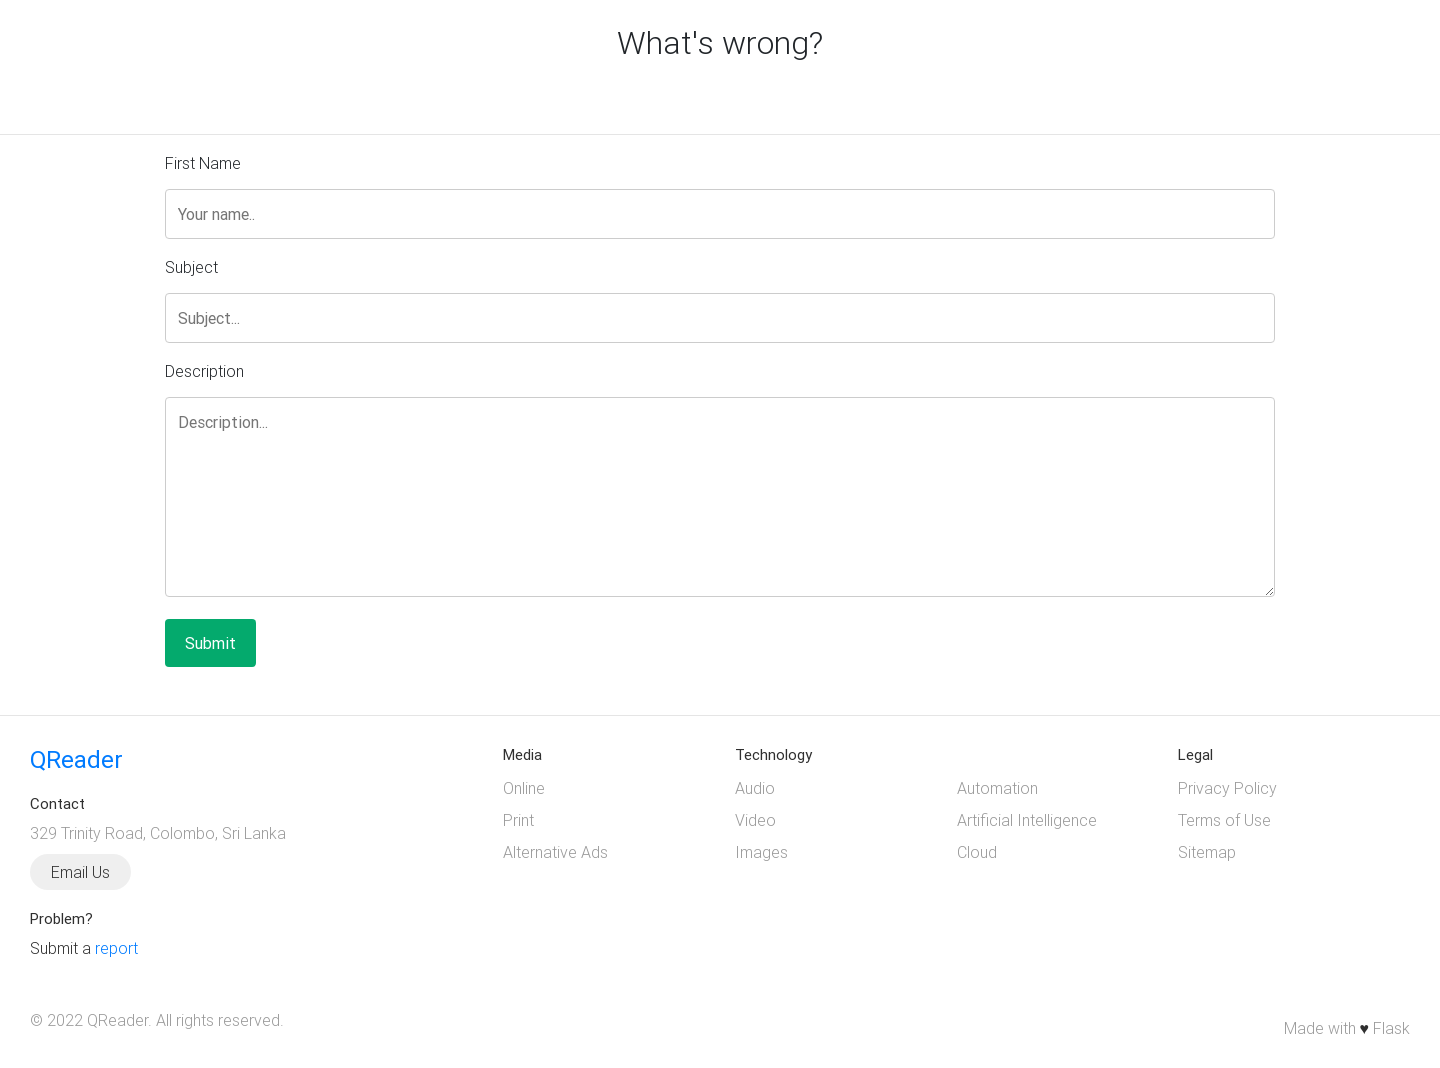 What's wrong?
First Name
Your name..
Subject
Subject...
Description
Description...
Submit
QReader
Contact
329 Trinity Road, Colombo, Sri Lanka
Email Us
Problem?
Submit a report
Media
Online
Print
Alternative Ads
Technology
Audio
Video
Images
Automation
Artificial Intelligence
Cloud
Legal
Privacy Policy
Terms of Use
Sitemap
© 2022 QReader. All rights reserved.
Made with ♥ Flask